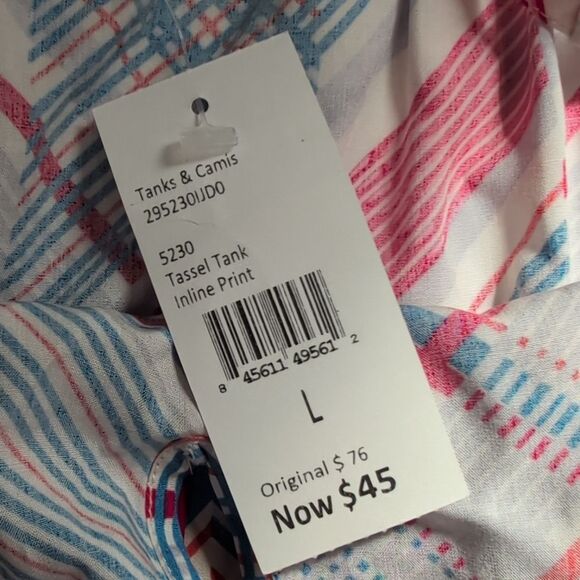 Tanks & Camis
295230IJD0
5230
Tassel Tank
Inline Print
8 45611 49561 2
L
Original $ 76
Now $45